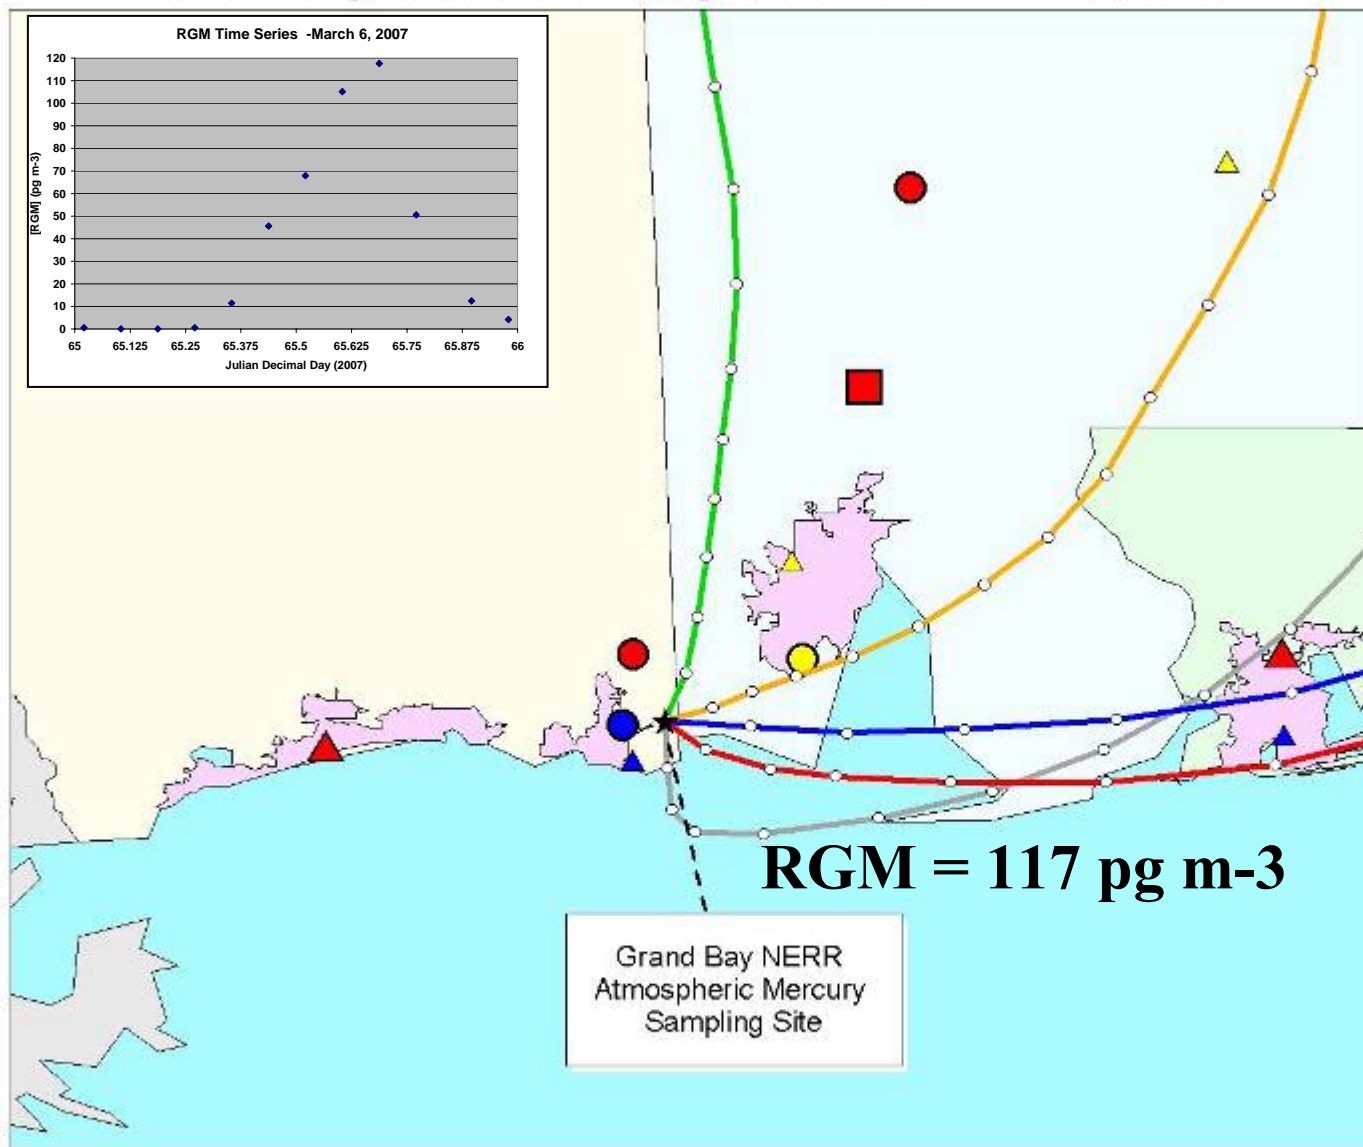 RGM Time Series -March 6, 2007
[RGM] (pg m-3)
120
110
100
90
80
70
60
50
40
30
20
10
0
65 65.125 65.25 65.375 65.5 65.625 65.75 65.875 66
Julian Decimal Day (2007)
RGM = 117 pg m-3
Grand Bay NERR
Atmospheric Mercury
Sampling Site